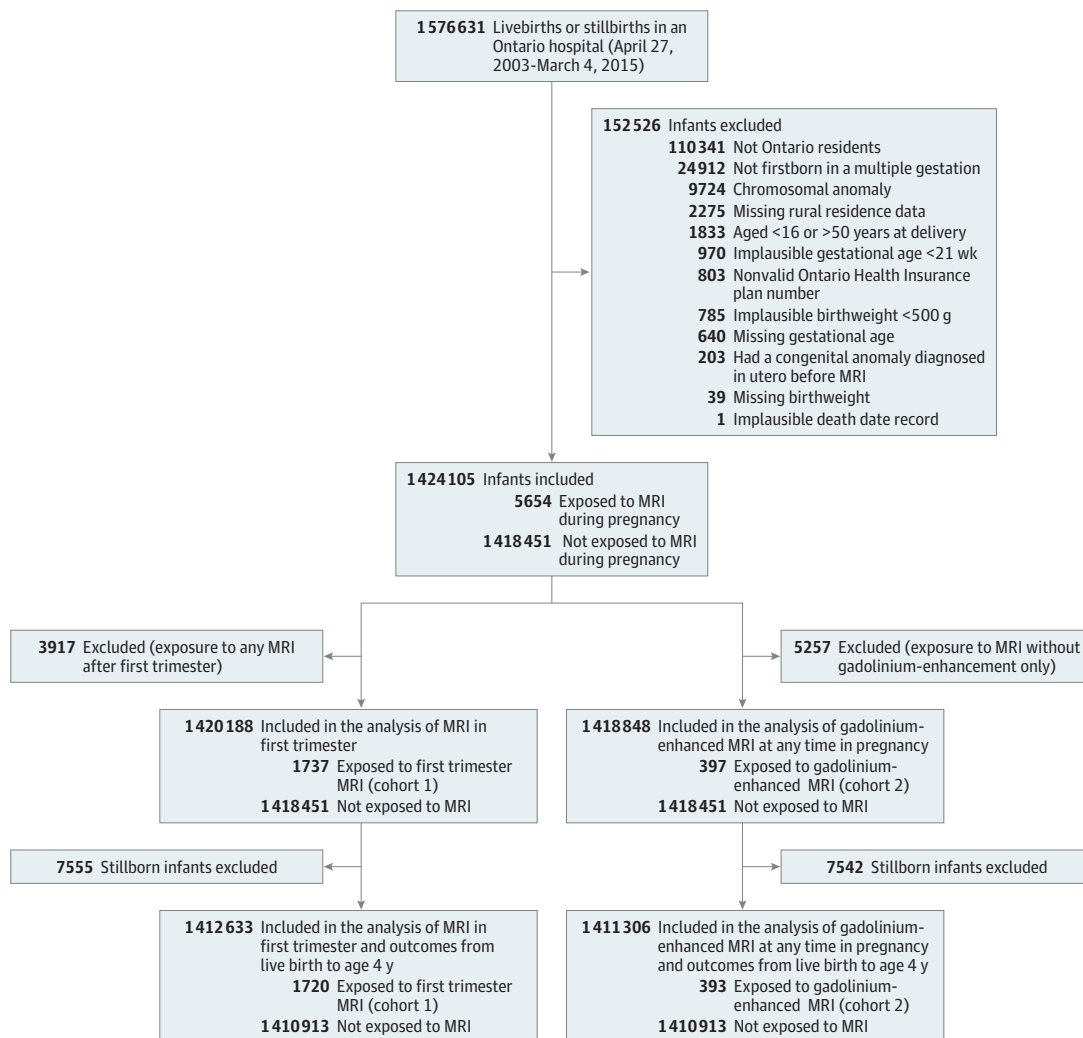 1576631 Livebirths or stillbirths in an
Ontario hospital (April 27,
2003-March 4, 2015)
152526 Infants excluded
110341 Not Ontario residents
24912 Not firstborn in a multiple gestation
9724 Chromosomal anomaly
2275 Missing rural residence data
1833 Aged <16 or >50 years at delivery
970 Implausible gestational age <21 wk
803 Nonvalid Ontario Health Insurance
plan number
785 Implausible birthweight <500 g
640 Missing gestational age
203 Had a congenital anomaly diagnosed
in utero before MRI
39 Missing birthweight
1 Implausible death date record
1424105 Infants included
5654 Exposed to MRI
during pregnancy
1418451 Not exposed to MRI
during pregnancy
3917 Excluded (exposure to any MRI
after first trimester)
5257 Excluded (exposure to MRI without
gadolinium-enhancement only)
1420188 Included in the analysis of MRI in
first trimester
1737 Exposed to first trimester
MRI (cohort 1)
1418451 Not exposed to MRI
1418848 Included in the analysis of gadolinium-
enhanced MRI at any time in pregnancy
397 Exposed to gadolinium-
enhanced MRI (cohort 2)
1418451 Not exposed to MRI
7555 Stillborn infants excluded
7542 Stillborn infants excluded
1412633 Included in the analysis of MRI in
first trimester and outcomes from
live birth to age 4 y
1720 Exposed to first trimester
MRI (cohort 1)
1410913 Not exposed to MRI
1411306 Included in the analysis of gadolinium-
enhanced MRI at any time in pregnancy
and outcomes from live birth to age 4 y
393 Exposed to gadolinium-
enhanced MRI (cohort 2)
1410913 Not exposed to MRI